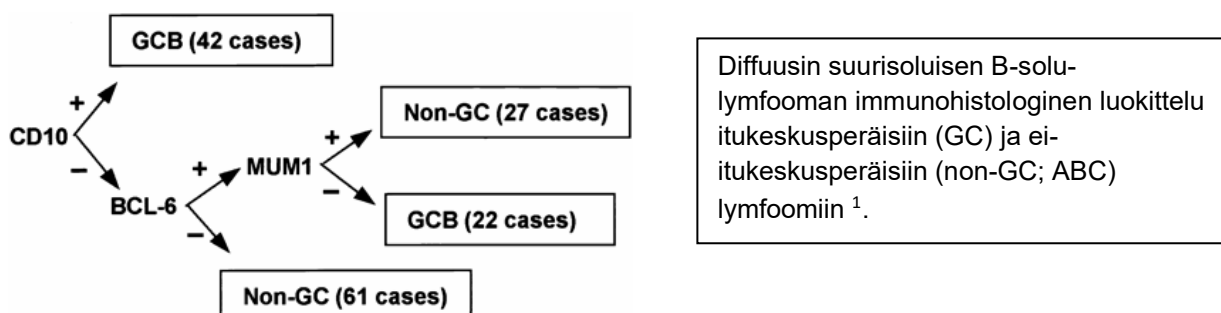 GCB (42 cases)
+
Non-GC (27 cases)
CD10
+
+
MUM1
−
−
BCL-6
−
GCB (22 cases)
Non-GC (61 cases)
Diffuusin suurisoluisen B-solu-
lymfooman immunohistologinen luokittelu
itukeskusperäisiin (GC) ja ei-
itukeskusperäisiin (non-GC; ABC)
lymfoomiin ¹.